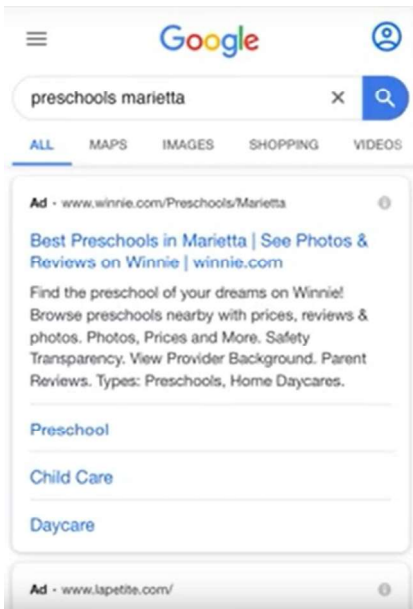 Google
preschools marietta
ALL MAPS IMAGES SHOPPING VIDEOS
Ad · www.winnie.com/Preschools/Marietta
Best Preschools in Marietta | See Photos &
Reviews on Winnie | winnie.com
Find the preschool of your dreams on Winnie!
Browse preschools nearby with prices, reviews &
photos. Photos, Prices and More. Safety
Transparency. View Provider Background. Parent
Reviews. Types: Preschools, Home Daycares.
Preschool
Child Care
Daycare
Ad · www.lapetite.com/